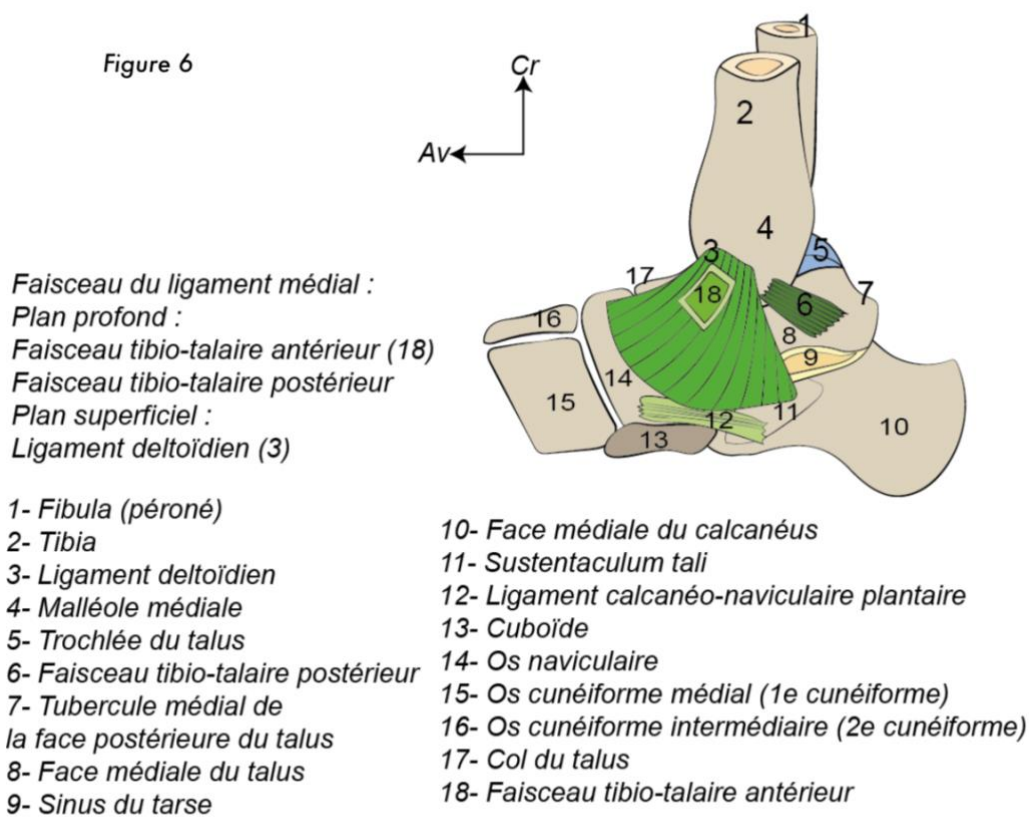 Figure 6
Cr
Av
1
2
4
3
5
17
18
6
7
16
8
9
14
15
11
12
10
13
Faisceau du ligament médial :
Plan profond :
Faisceau tibio-talaire antérieur (18)
Faisceau tibio-talaire postérieur
Plan superficiel :
Ligament deltoïdien (3)
1- Fibula (péroné)
2- Tibia
3- Ligament deltoïdien
4- Malléole médiale
5- Trochlée du talus
6- Faisceau tibio-talaire postérieur
7- Tubercule médial de
la face postérieure du talus
8- Face médiale du talus
9- Sinus du tarse
10- Face médiale du calcanéus
11- Sustentaculum tali
12- Ligament calcanéo-naviculaire plantaire
13- Cuboïde
14- Os naviculaire
15- Os cunéiforme médial (1e cunéiforme)
16- Os cunéiforme intermédiaire (2e cunéiforme)
17- Col du talus
18- Faisceau tibio-talaire antérieur